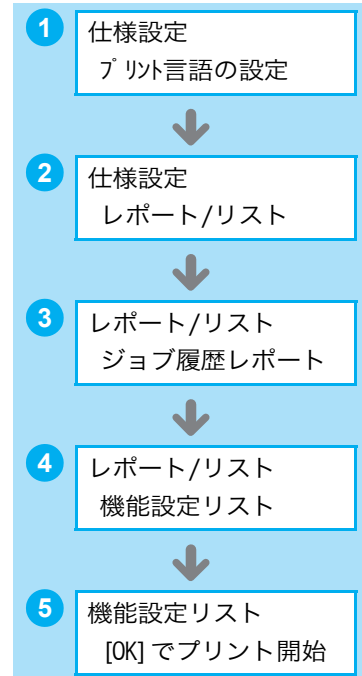 1
仕様設定
プリント言語の設定
2
仕様設定
レポート/リスト
3
レポート/リスト
ジョブ履歴レポート
4
レポート/リスト
機能設定リスト
5
機能設定リスト
[OK]でプリント開始